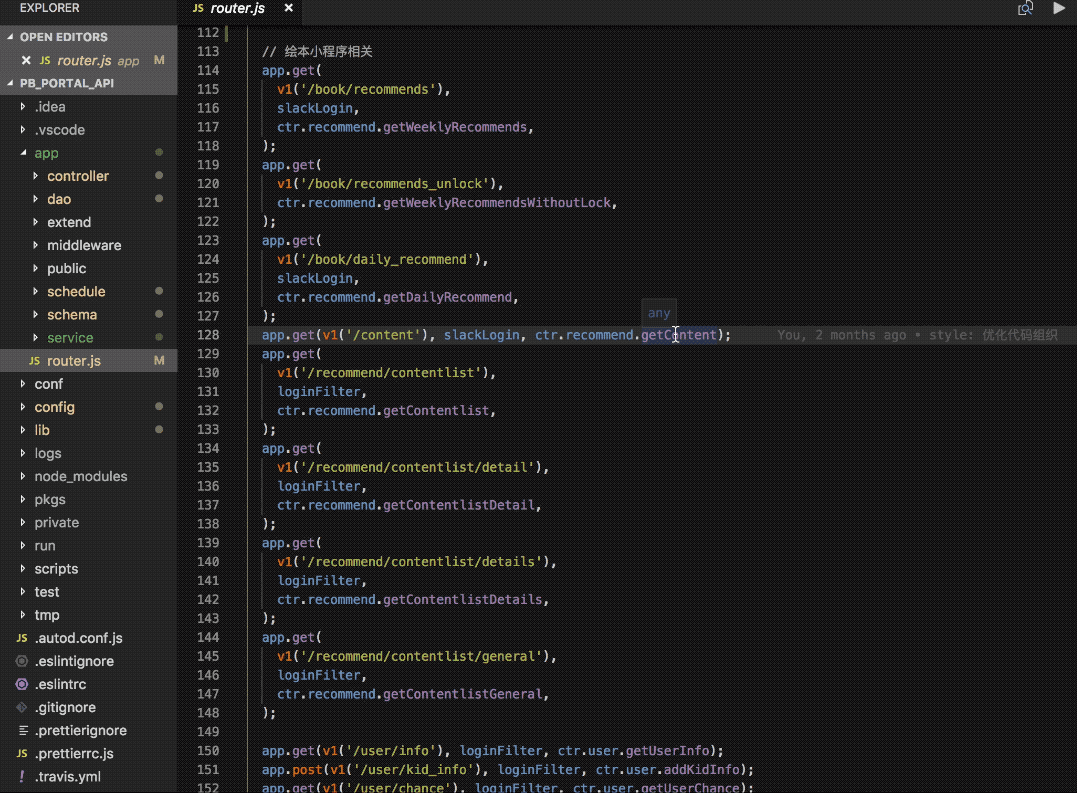 EXPLORER
OPEN EDITORS
JS router.js app M
PB_PORTAL_API
.idea
.vscode
app
controller
dao
extend
middleware
public
schedule
schema
service
JS router.js M
conf
config
lib
logs
node_modules
pkgs
private
run
scripts
test
tmp
JS .autod.conf.js
.eslintignore
.eslintrc
.gitignore
.prettierignore
JS .prettierrc.js
! .travis.yml
JS router.js
112
113 // 绘本小程序相关
114 app.get(
115 v1('/book/recommends'),
116 slackLogin,
117 ctr.recommend.getWeeklyRecommends,
118 );
119 app.get(
120 v1('/book/recommends_unlock'),
121 ctr.recommend.getWeeklyRecommendsWithoutLock,
122 );
123 app.get(
124 v1('/book/daily_recommend'),
125 slackLogin,
126 ctr.recommend.getDailyRecommend,
127 );
any
128 app.get(v1('/content'), slackLogin, ctr.recommend.getContent); You, 2 months ago • style: 优化代码组织
129 app.get(
130 v1('/recommend/contentlist'),
131 loginFilter,
132 ctr.recommend.getContentlist,
133 );
134 app.get(
135 v1('/recommend/contentlist/detail'),
136 loginFilter,
137 ctr.recommend.getContentlistDetail,
138 );
139 app.get(
140 v1('/recommend/contentlist/details'),
141 loginFilter,
142 ctr.recommend.getContentlistDetails,
143 );
144 app.get(
145 v1('/recommend/contentlist/general'),
146 loginFilter,
147 ctr.recommend.getContentlistGeneral,
148 );
149
150 app.get(v1('/user/info'), loginFilter, ctr.user.getUserInfo);
151 app.post(v1('/user/kid_info'), loginFilter, ctr.user.addKidInfo);
152 app.get(v1('/user/chance'), loginFilter, ctr.user.getUserChance);